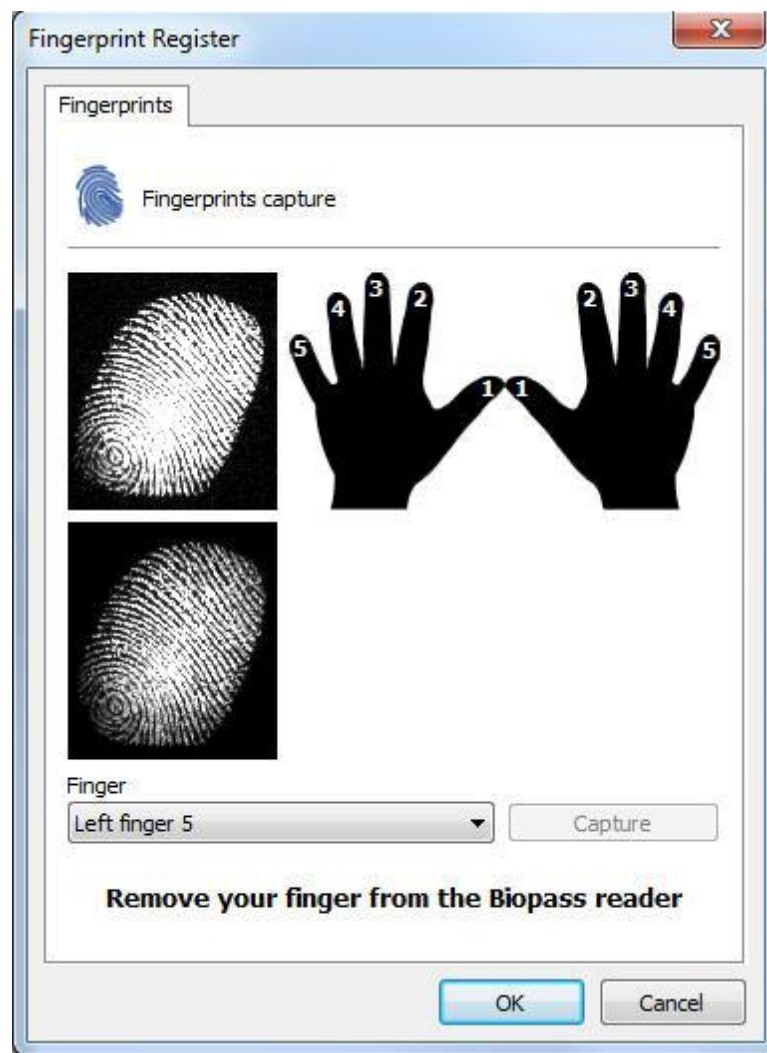 Fingerprint Register
X
Fingerprints
Fingerprints capture
5 4 3 2 1 1 2 3 4 5
Finger
Left finger 5
Capture
Remove your finger from the Biopass reader
OK
Cancel